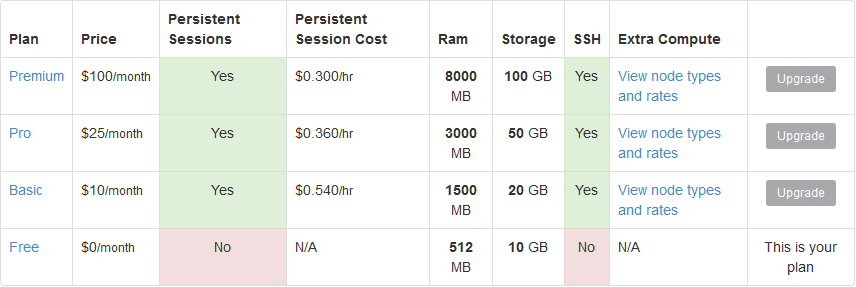 Plan Price Persistent Sessions Persistent Session Cost Ram Storage SSH Extra Compute
Premium $100/month Yes $0.300/hr 8000 MB 100 GB Yes View node types and rates Upgrade
Pro $25/month Yes $0.360/hr 3000 MB 50 GB Yes View node types and rates Upgrade
Basic $10/month Yes $0.540/hr 1500 MB 20 GB Yes View node types and rates Upgrade
Free $0/month No N/A 512 MB 10 GB No N/A This is your plan